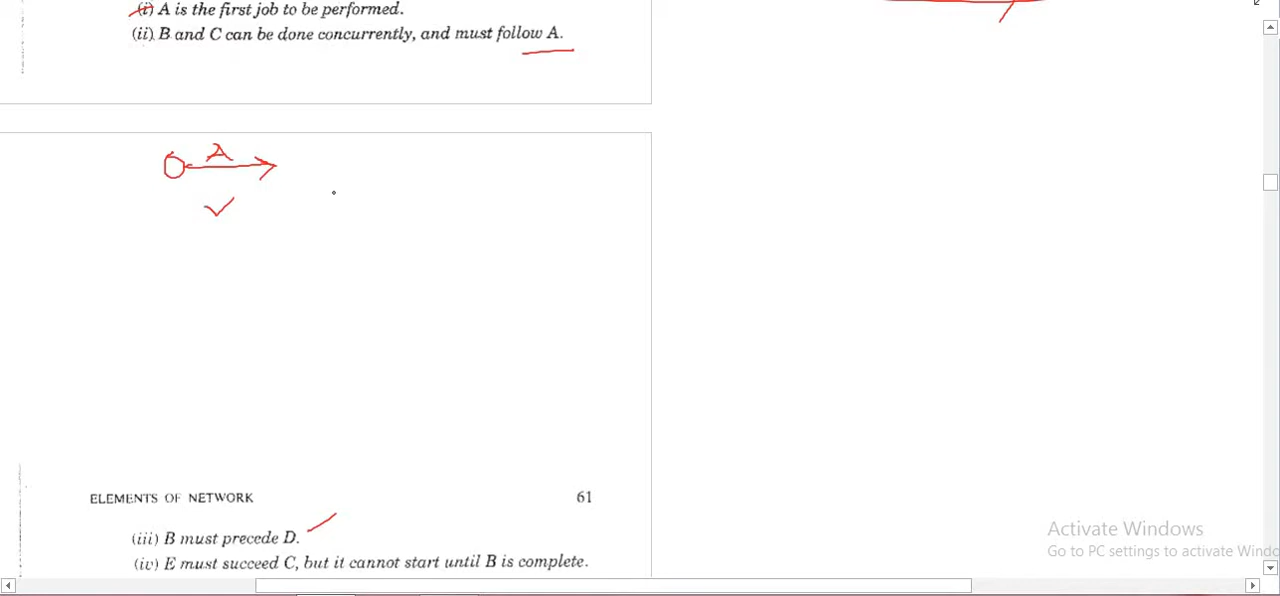 (i) A is the first job to be performed.
(ii) B and C can be done concurrently, and must follow A.
A
ELEMENTS OF NETWORK 61
(iii) B must precede D.
(iv) E must succeed C, but it cannot start until B is complete.
Activate Windows
Go to PC settings to activate Windo